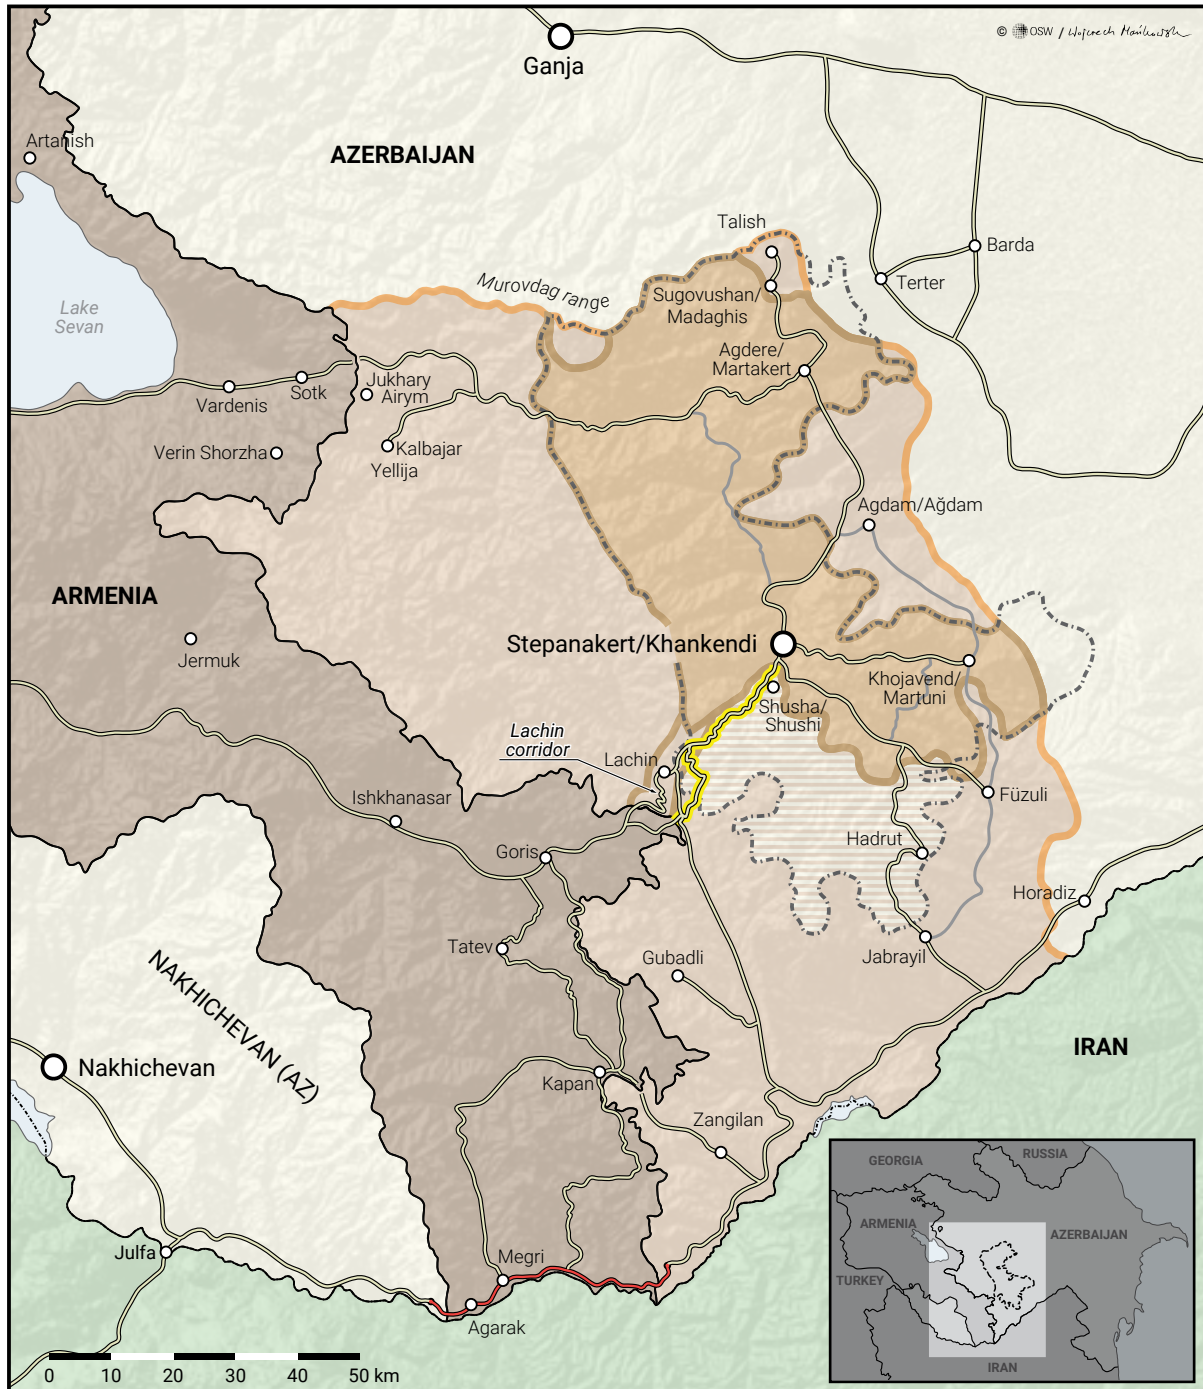 © OSW / Wojciech Mańkowski
Ganja
Artanish
AZERBAIJAN
Talish
Barda
Murovdag range
Terter
Sugovushan/
Madaghis
Lake
Sevan
Agdere/
Martakert
Jukhary
Airym
Sotk
Vardenis
Verin Shorzha
Kalbajar
Yellija
Agdam/Ağdam
ARMENIA
Stepanakert/Khankendi
Jermuk
Khojavend/
Martuni
Shusha/
Shushi
Lachin
corridor
Lachin
Ishkhanasar
Füzuli
Goris
Hadrut
Horadiz
Tatev
Gubadli
Jabrayil
NAKHICHEVAN (AZ)
IRAN
Nakhichevan
Kapan
Zangilan
GEORGIA
RUSSIA
ARMENIA
AZERBAIJAN
TURKEY
IRAN
Julfa
Megri
Agarak
0 10 20 30 40 50 km